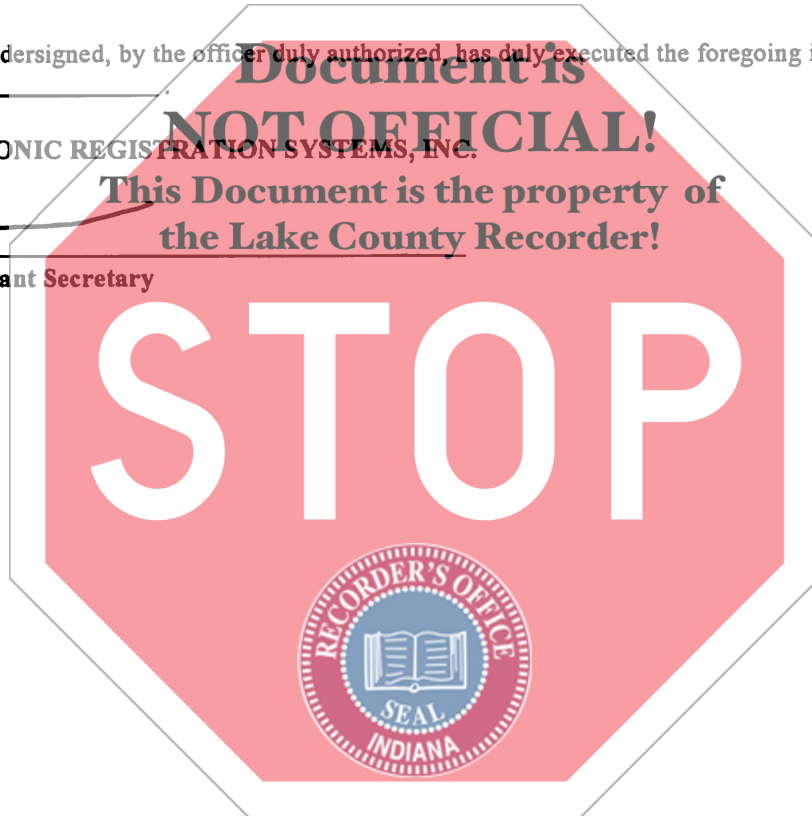 dersigned, by the officer duly authorized, has duly executed the foregoing i
Document is
ONIC REGISTRATION SYSTEMS, INC.
NOT OFFICIAL!
This Document is the property of
the Lake County Recorder!
ant Secretary
STOP
RECORDER'S OFFICE
SEAL
INDIANA